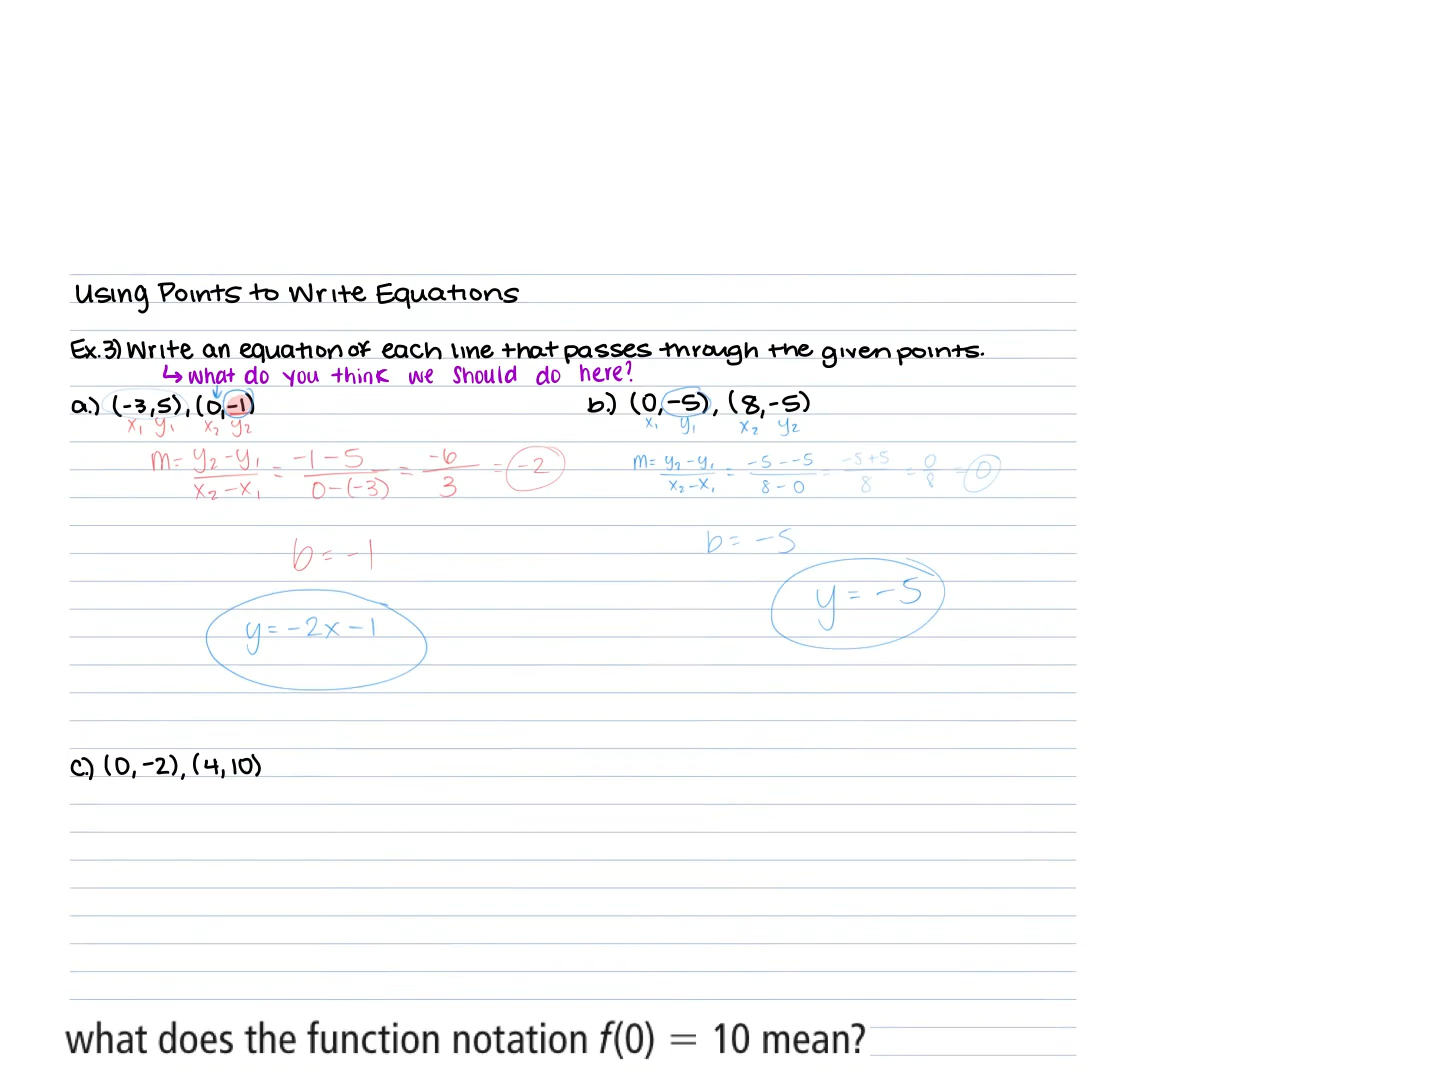 Using Points to Write Equations
Ex.3) Write an equation of each line that passes through the given points.
↳ what do you think we should do here?
a.) (-3,5), (0,-1)
x₁ y₁ x₂ y₂
m = y₂-y₁ / x₂-x₁ = -1-5 / 0-(-3) = -6 / 3 = -2
b = -1
y = -2x-1
b.) (0,-5), (8,-5)
x₁ y₁ x₂ y₂
m = y₂-y₁ / x₂-x₁ = -5--5 / 8-0 = -5+5 / 8 = 0 / 8 = 0
b = -5
y = -5
c.) (0,-2), (4,10)
what does the function notation f(0) = 10 mean?